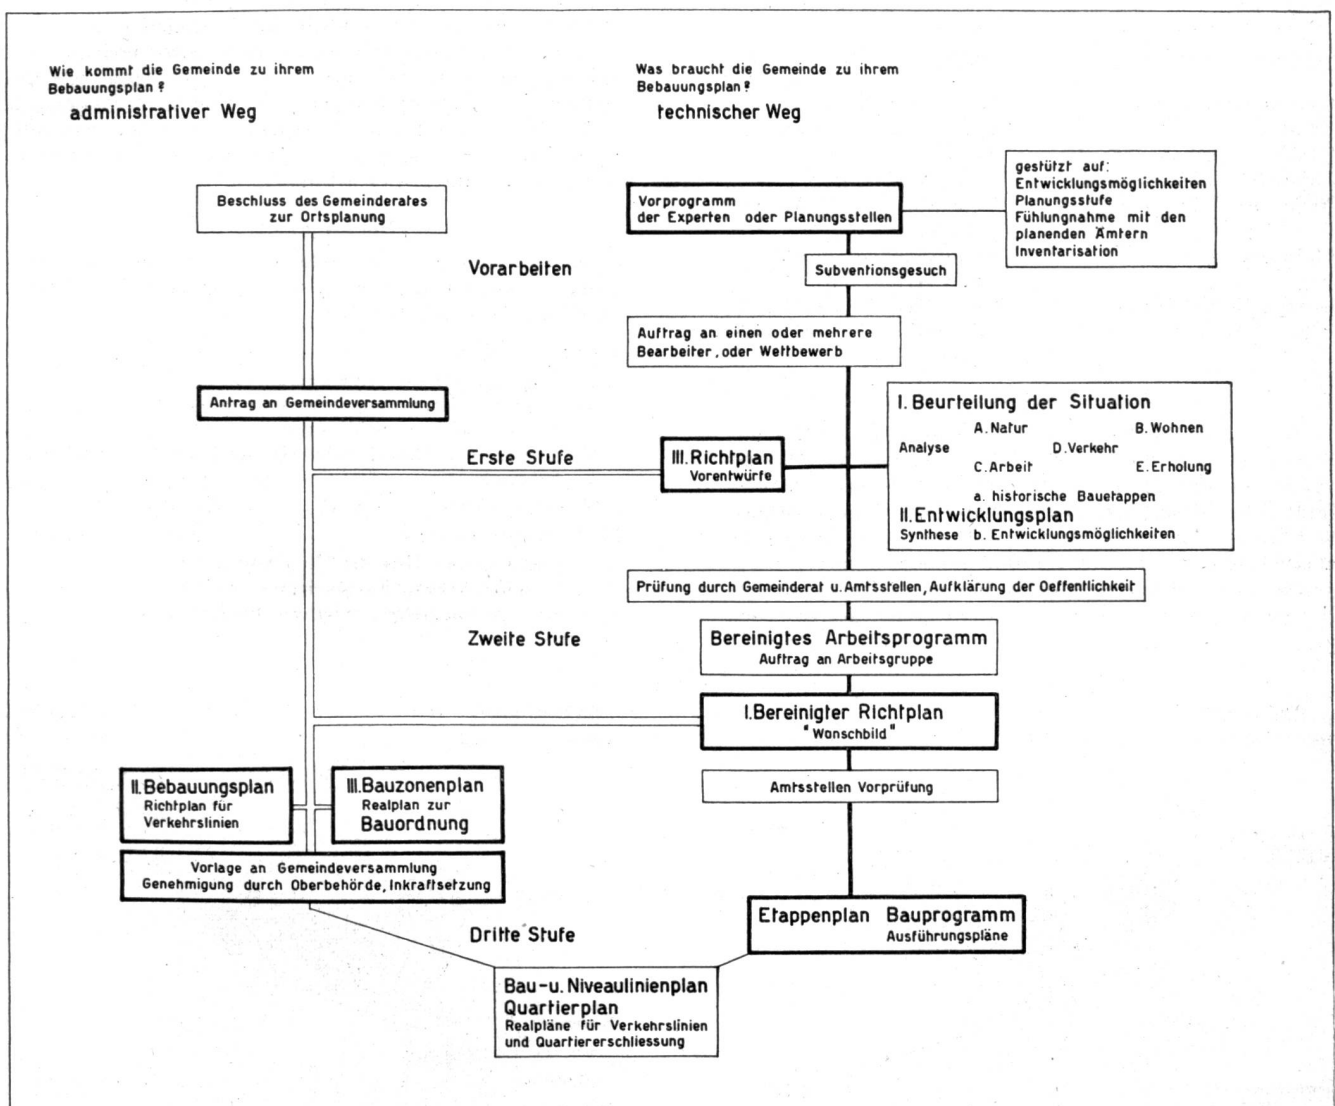 Wie kommt die Gemeinde zu ihrem
Bebauungsplan?
administrativer Weg
Was braucht die Gemeinde zu ihrem
Bebauungsplan?
technischer Weg
Beschluss des Gemeinderates
zur Ortsplanung
Vorprogramm
der Experten oder Planungsstellen
gestützt auf:
Entwicklungsmöglichkeiten
Planungsstufe
Fühlungnahme mit den
planenden Ämtern
Inventarisation
Vorarbeiten
Subventionsgesuch
Auftrag an einen oder mehrere
Bearbeiter, oder Wettbewerb
Antrag an Gemeindeversammlung
Erste Stufe
III. Richtplan
Vorentwürfe
I. Beurteilung der Situation
A. Natur B. Wohnen
Analyse D. Verkehr
C. Arbeit E. Erholung
a. historische Bauetappen
II. Entwicklungsplan
Synthese b. Entwicklungsmöglichkeiten
Prüfung durch Gemeinderat u. Amtsstellen, Aufklärung der Oeffentlichkeit
Zweite Stufe
Bereinigtes Arbeitsprogramm
Auftrag an Arbeitsgruppe
I. Bereinigter Richtplan
"Wonschbild"
II. Bebauungsplan
Richtplan für
Verkehrslinien
III. Bauzonenplan
Realplan zur
Bauordnung
Amtsstellen Vorprüfung
Vorlage an Gemeindeversammlung
Genehmigung durch Oberbehörde, Inkraftsetzung
Dritte Stufe
Etappenplan Bauprogramm
Ausführungspläne
Bau-u. Niveaulinienplan
Quartierplan
Realpläne für Verkehrslinien
und Quartiererschliessung